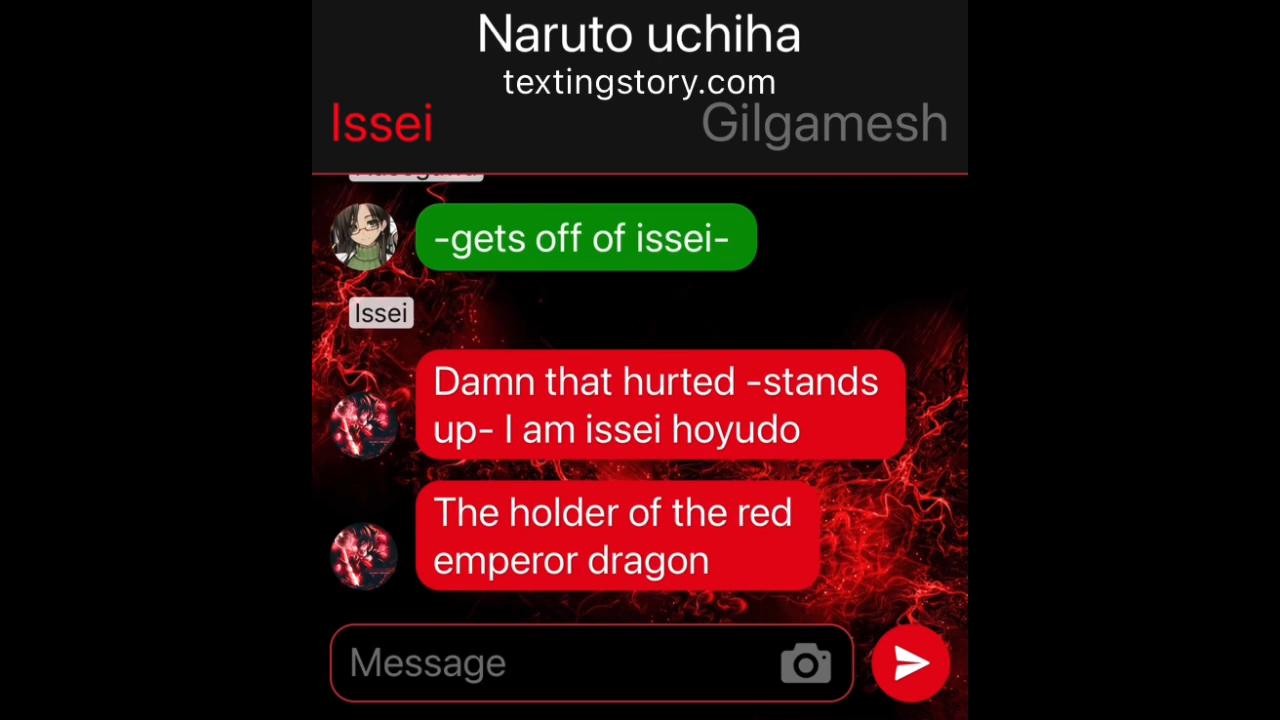 Naruto uchiha
textingstory.com
Issei
Gilgamesh
-gets off of issei-
Issei
Damn that hurted -stands
up- I am issei hoyudo
The holder of the red
emperor dragon
Message